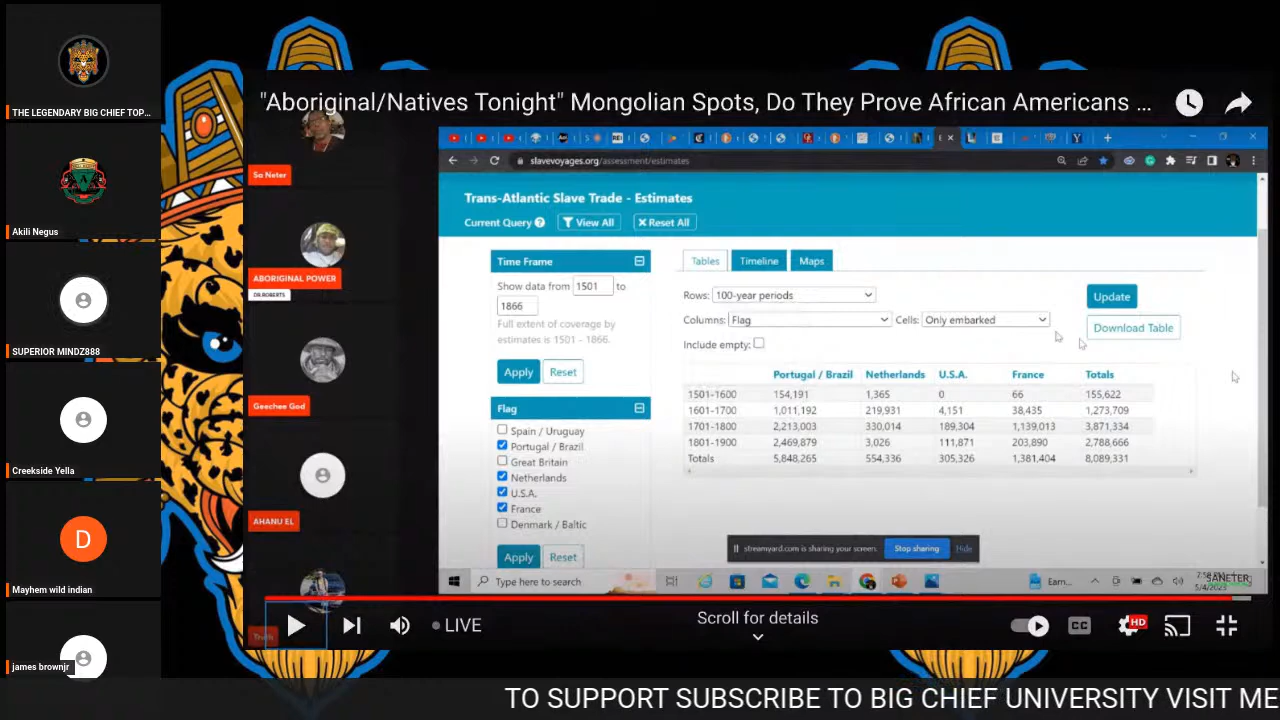 THE LEGENDARY BIG CHIEF TOP...
Akili Negus
SUPERIOR MINDZ888
Creekside Yella
D
Mayhem wild indian
james brownjr
"Aboriginal/Natives Tonight" Mongolian Spots, Do They Prove African Americans ...
Sa Neter
ABORIGINAL POWER
DR.ROBERTS
Geechee God
AHANU EL
Truth
slavevoyages.org/assessment/estimates
Trans-Atlantic Slave Trade - Estimates
Current Query View All Reset All
Time Frame
Show data from 1501 to
1866
Full extent of coverage by
estimates is 1501 - 1866.
Apply Reset
Flag
Spain / Uruguay
Portugal / Brazil
Great Britain
Netherlands
U.S.A.
France
Denmark / Baltic
Apply Reset
Tables Timeline Maps
Rows: 100-year periods
Update
Columns: Flag Cells: Only embarked
Download Table
Include empty:
Portugal / Brazil Netherlands U.S.A. France Totals
1501-1600 154,191 1,365 0 66 155,622
1601-1700 1,011,192 219,931 4,151 38,435 1,273,709
1701-1800 2,213,003 330,014 189,304 1,139,013 3,871,334
1801-1900 2,469,879 3,026 111,871 203,890 2,788,666
Totals 5,848,265 554,336 305,326 1,381,404 8,089,331
streamyard.com is sharing your screen. Stop sharing Hide
Type here to search
Earn...
SANETER
5/4/2023
LIVE
Scroll for details
CC
HD
TO SUPPORT SUBSCRIBE TO BIG CHIEF UNIVERSITY VISIT ME